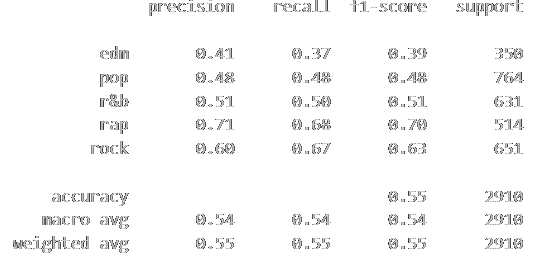 precision recall f1-score support
edm 0.41 0.37 0.39 350
pop 0.48 0.48 0.48 764
r&b 0.51 0.50 0.51 631
rap 0.71 0.68 0.70 514
rock 0.60 0.67 0.63 651
accuracy 0.55 2910
macro avg 0.54 0.54 0.54 2910
weighted avg 0.55 0.55 0.55 2910